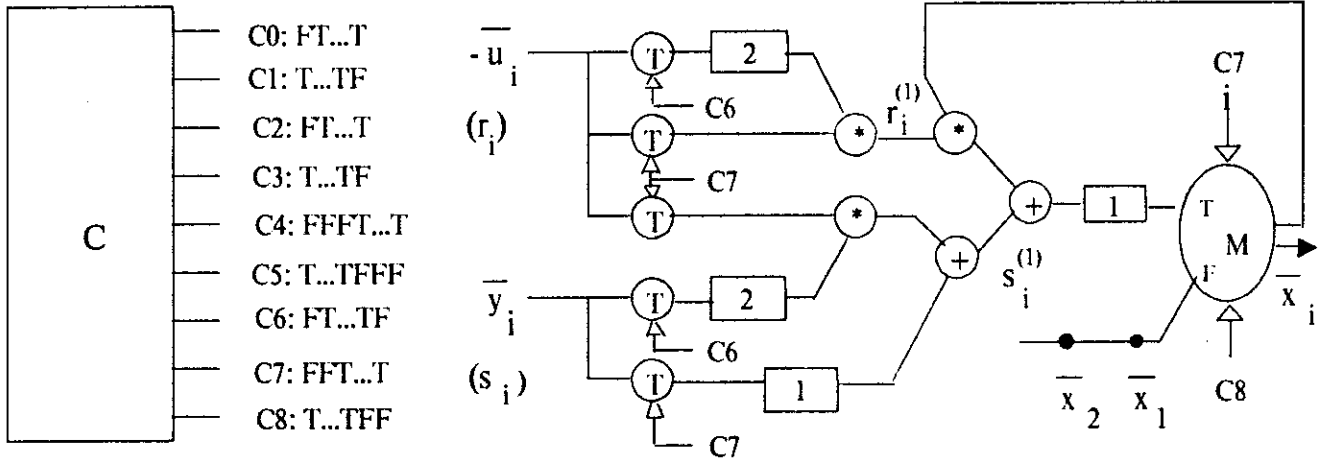 C
C0: FT...T
C1: T...TF
C2: FT...T
C3: T...TF
C4: FFFT...T
C5: T...TFFF
C6: FT...TF
C7: FFT...T
C8: T...TFF
- u̅ i
(r i)
y̅ i
(s i)
T
2
C6
T
C7
T
*
r i (1)
*
*
T
2
C6
T
1
C7
+
s i (1)
+
1
C7
i
T
M
F
C8
x̅ i
x̅ 2
x̅ 1